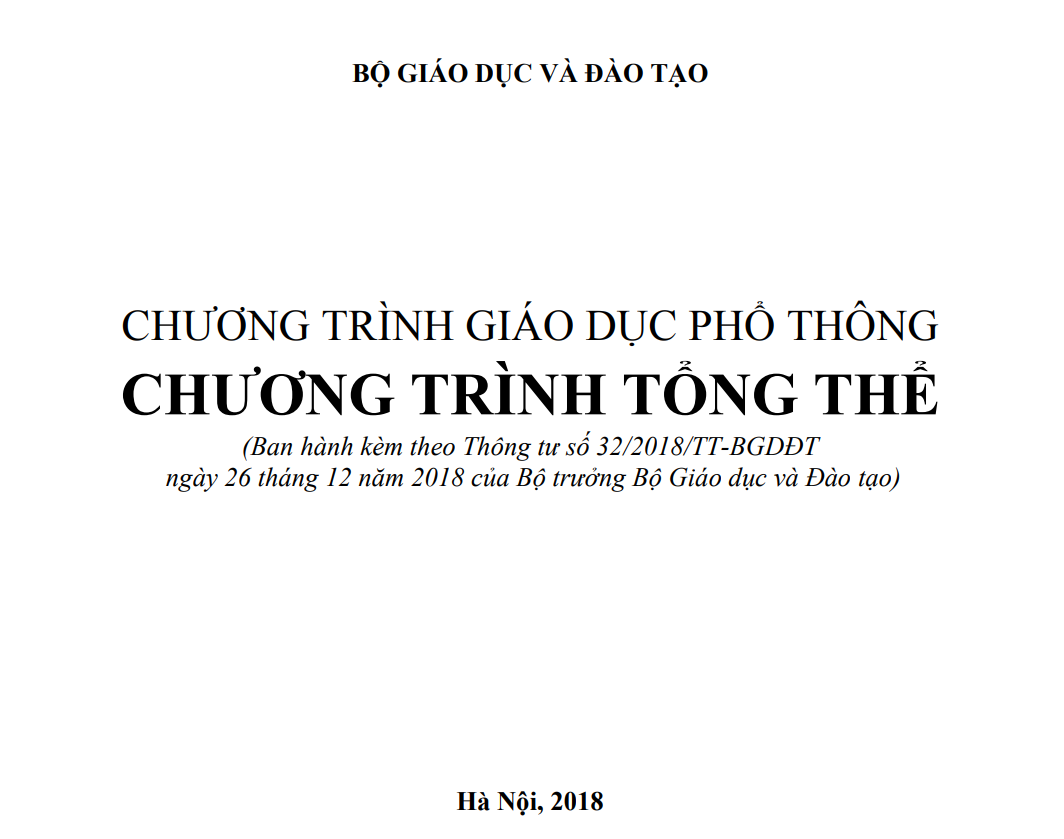 BỘ GIÁO DỤC VÀ ĐÀO TẠO
CHƯƠNG TRÌNH GIÁO DỤC PHỔ THÔNG
CHƯƠNG TRÌNH TỔNG THỂ
(Ban hành kèm theo Thông tư số 32/2018/TT-BGDĐT
ngày 26 tháng 12 năm 2018 của Bộ trưởng Bộ Giáo dục và Đào tạo)
Hà Nội, 2018